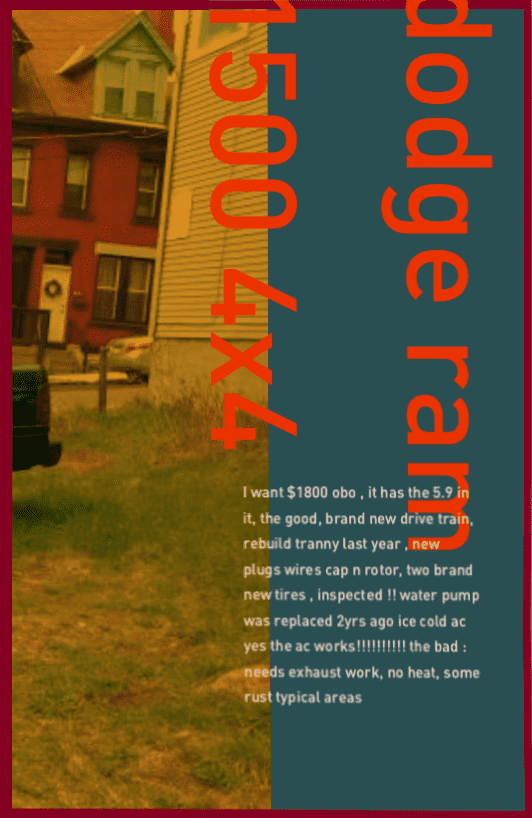 dodge ram
1500 4x4
I want $1800 obo , it has the 5.9 in
it, the good, brand new drive train,
rebuild tranny last year , new
plugs wires cap n rotor, two brand
new tires , inspected !! water pump
was replaced 2yrs ago ice cold ac
yes the ac works!!!!!!!!!! the bad :
needs exhaust work, no heat, some
rust typical areas